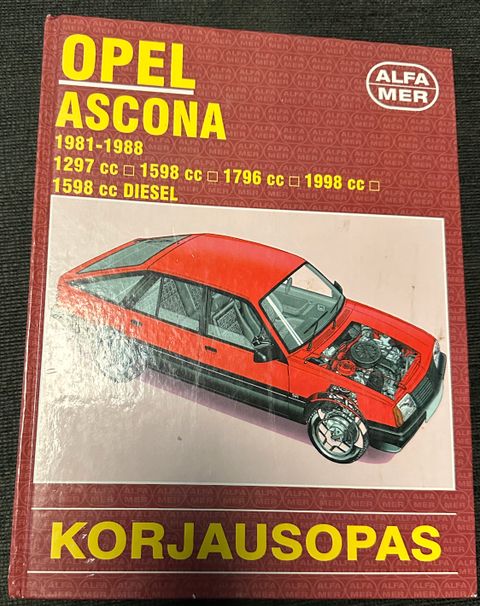 OPEL
ASCONA
1981-1988
1297 cc □ 1598 cc □ 1796 cc □ 1998 cc □
1598 cc DIESEL
ALFA
MER
KORJAUSOPAS